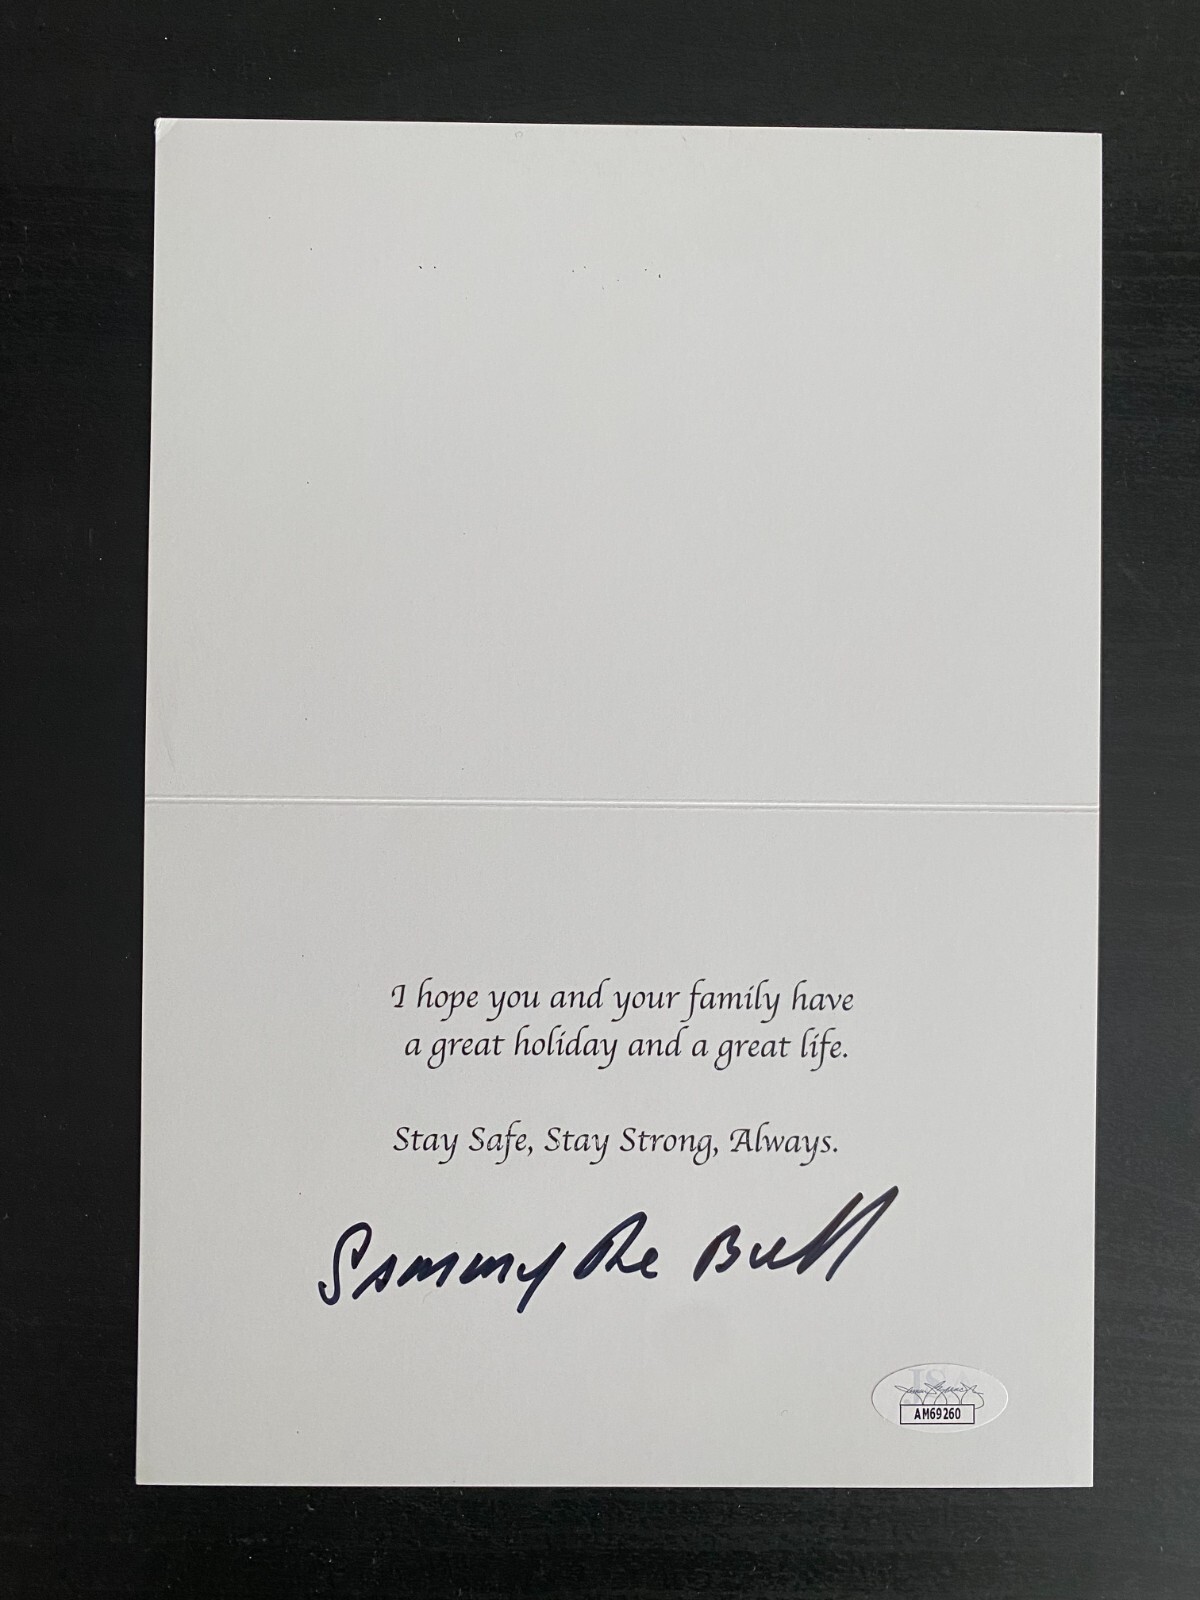 I hope you and your family have
a great holiday and a great life.
Stay Safe, Stay Strong, Always.
Sammy The Bull
JSA
AM69260